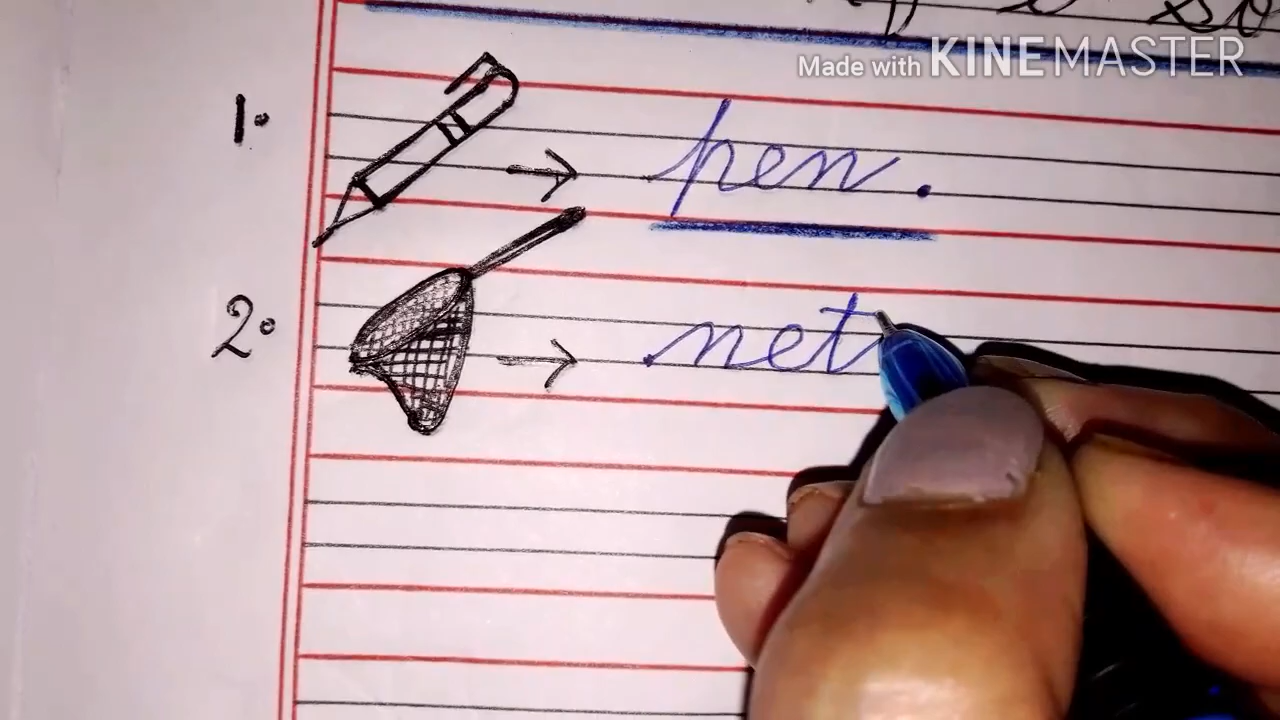 Made with KINEMASTER
1. → pen.
2. → net